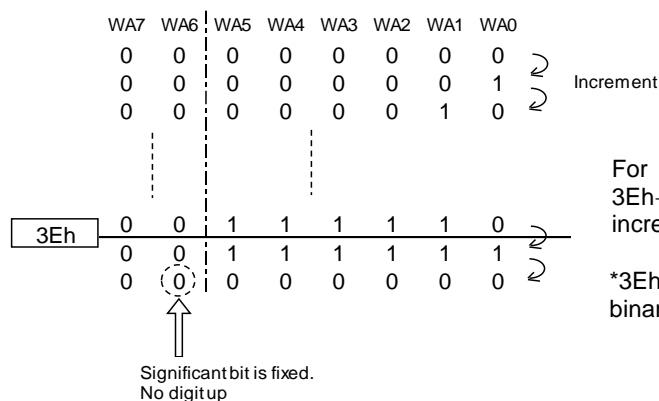 WA7 WA6 WA5 WA4 WA3 WA2 WA1 WA0
0 0 0 0 0 0 0 0
0 0 0 0 0 0 0 1
0 0 0 0 0 0 1 0
Increment
For
3Eh-
incre
3Eh 0 0 1 1 1 1 1 0
0 0 1 1 1 1 1 1
0 0 0 0 0 0 0 0
*3Eh
binar
Significant bit is fixed.
No digit up